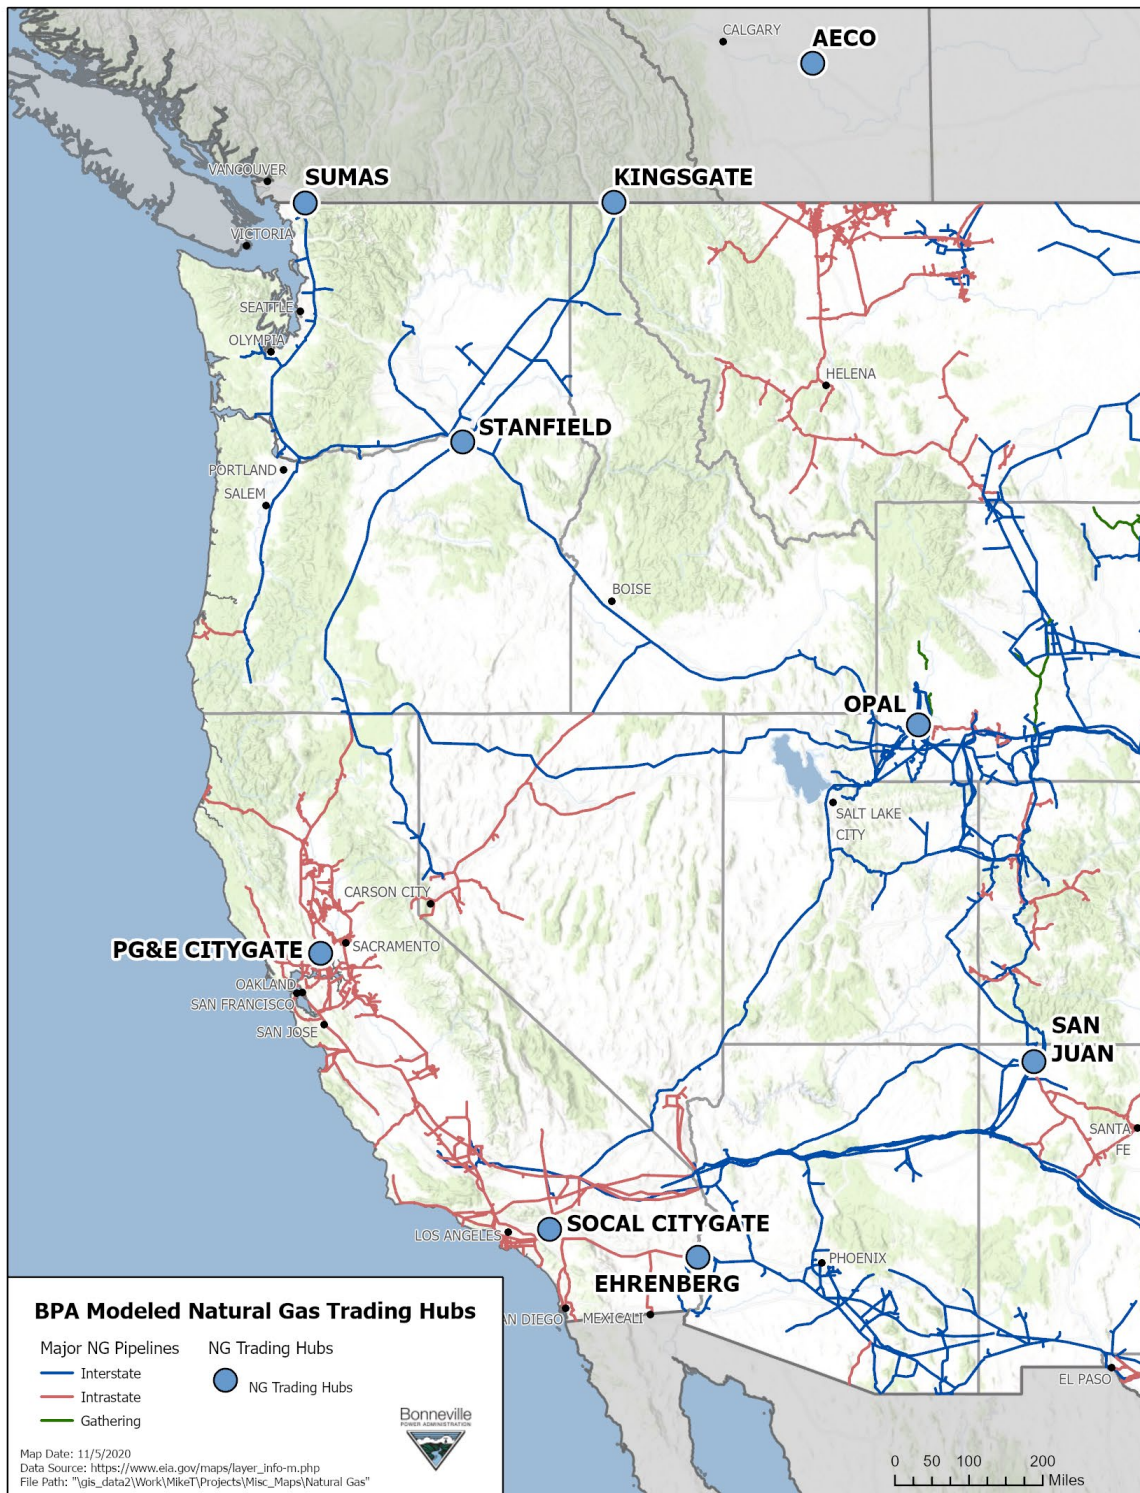 CALGARY
AECO
VANCOUVER
SUMAS
KINGSGATE
VICTORIA
SEATTLE
OLYMPIA
HELENA
STANFIELD
PORTLAND
SALEM
BOISE
OPAL
SALT LAKE
CITY
CARSON CITY
PG&E CITYGATE
SACRAMENTO
OAKLAND
SAN FRANCISCO
SAN JOSE
SAN
JUAN
SANTA
FE
SOCAL CITYGATE
LOS ANGELES
PHOENIX
EHRENBERG
AN DIEGO
MEXICALI
EL PASO
BPA Modeled Natural Gas Trading Hubs
Major NG Pipelines
Interstate
Intrastate
Gathering
NG Trading Hubs
NG Trading Hubs
Bonneville
POWER ADMINISTRATION
Map Date: 11/5/2020
Data Source: https://www.eia.gov/maps/layer_info-m.php
File Path: "\gis_data2\Work\MikeT\Projects\Misc_Maps\Natural Gas"
0 50 100 200
Miles